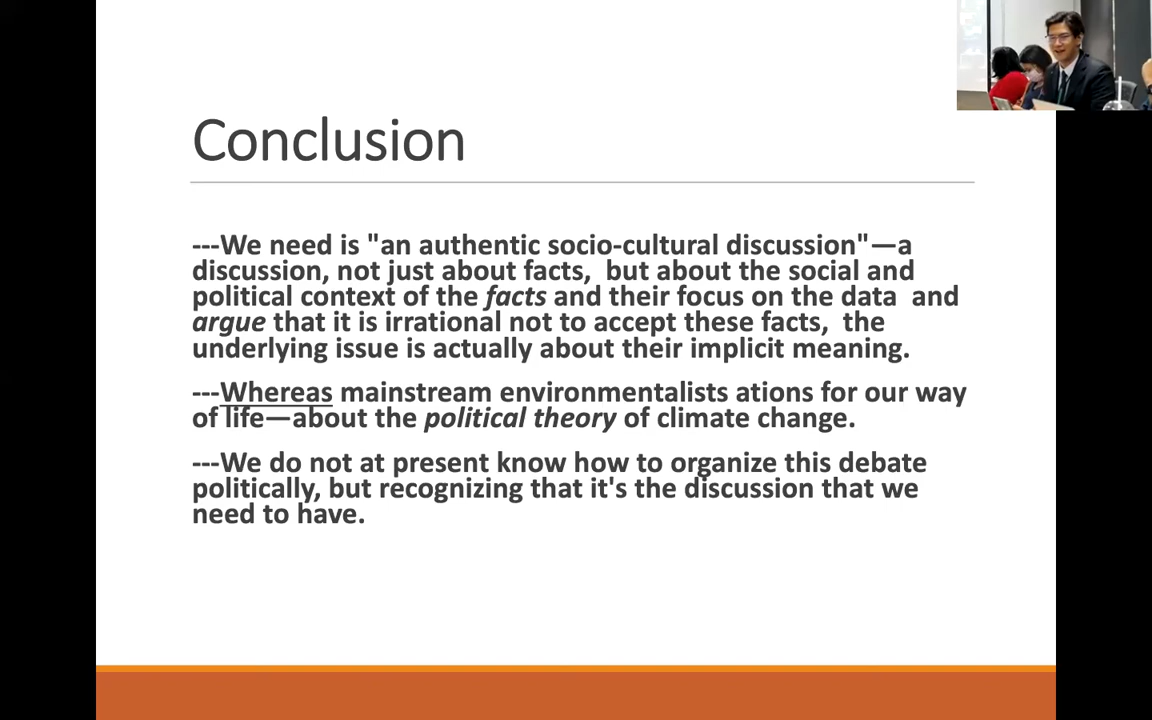 Conclusion
---We need is "an authentic socio-cultural discussion"—a
discussion, not just about facts,  but about the social and
political context of the facts and their focus on the data  and
argue that it is irrational not to accept these facts,  the
underlying issue is actually about their implicit meaning.
---Whereas mainstream environmentalists ations for our way
of life—about the political theory of climate change.
---We do not at present know how to organize this debate
politically, but recognizing that it's the discussion that we
need to have.